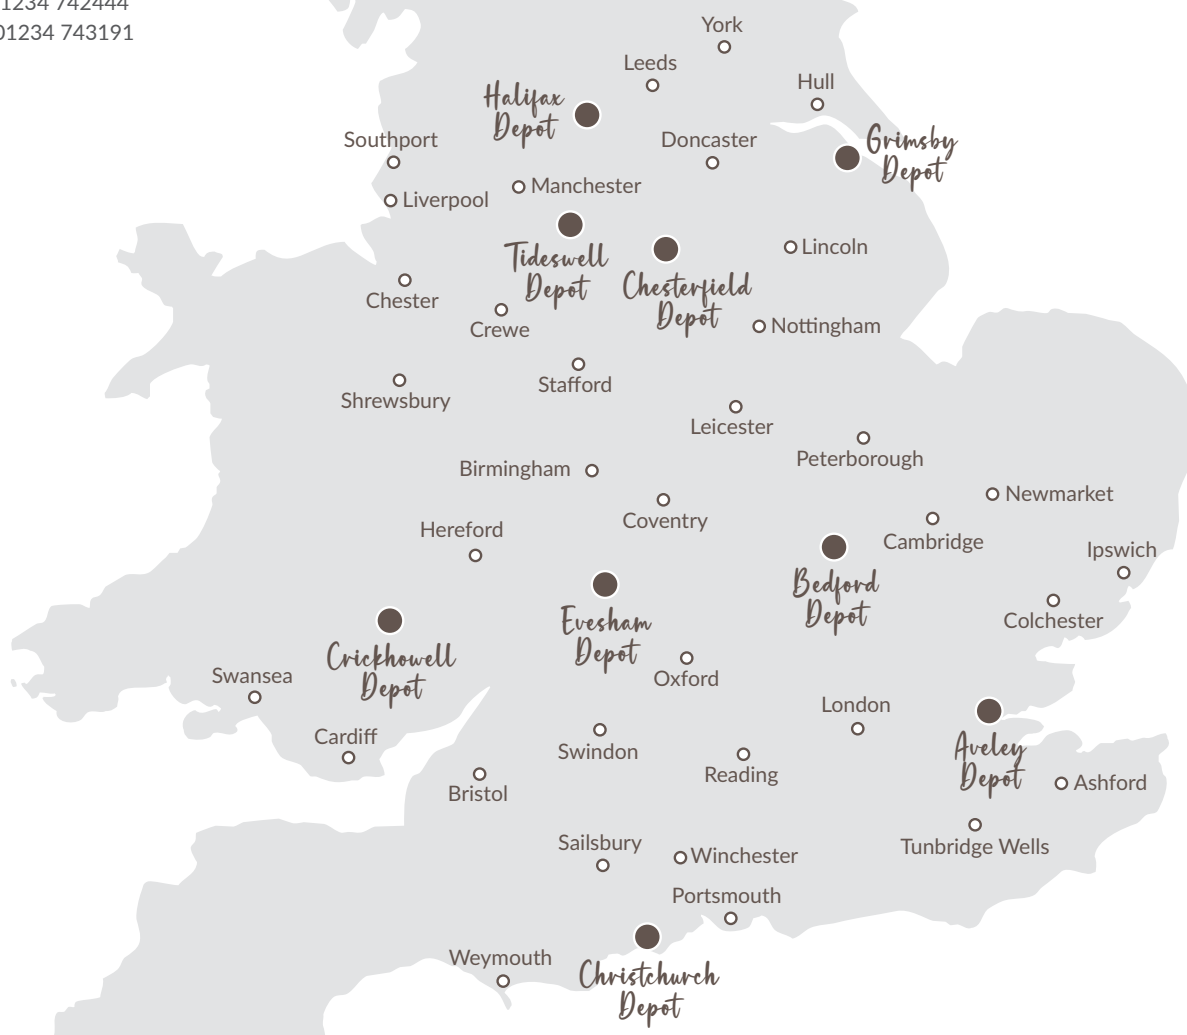 01234 742444
01234 743191
York
Leeds
Hull
Halifax
Depot
Grimsby
Depot
Southport
Doncaster
Manchester
Liverpool
Lincoln
Tideswell
Depot
Chesterfield
Depot
Chester
Crewe
Nottingham
Stafford
Shrewsbury
Leicester
Peterborough
Birmingham
Newmarket
Coventry
Hereford
Cambridge
Ipswich
Bedford
Depot
Colchester
Evesham
Depot
Crickhowell
Depot
Swansea
Oxford
London
Cardiff
Swindon
Aveley
Depot
Reading
Ashford
Bristol
Sailsbury
Winchester
Tunbridge Wells
Portsmouth
Weymouth
Christchurch
Depot